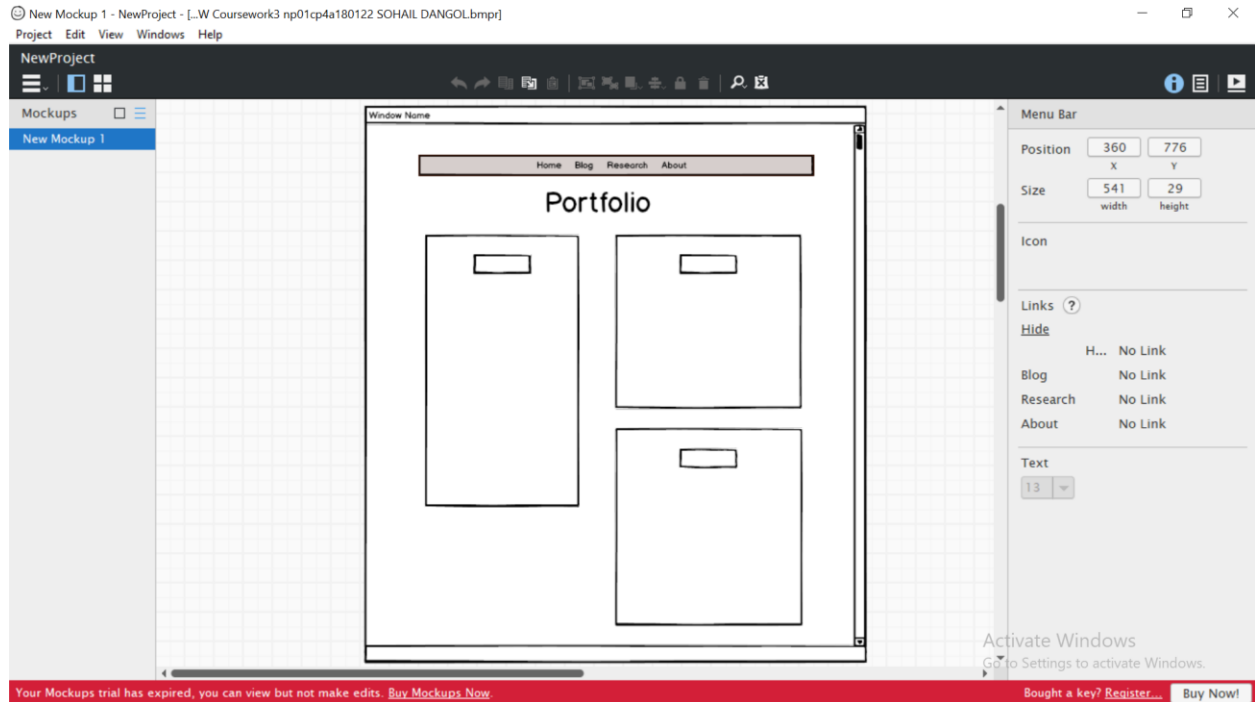 New Mockup 1 - NewProject - [...W Coursework3 np01cp4a180122 SOHAIL DANGOL.bmpr]
Project Edit View Windows Help
NewProject
Mockups
New Mockup 1
Window Name
Home Blog Research About
Portfolio
Menu Bar
Position 360 776
X Y
Size 541 29
width height
Icon
Links ?
Hide
H... No Link
Blog No Link
Research No Link
About No Link
Text
13
Activate Windows
Go to Settings to activate Windows.
Your Mockups trial has expired, you can view but not make edits. Buy Mockups Now.
Bought a key? Register... Buy Now!